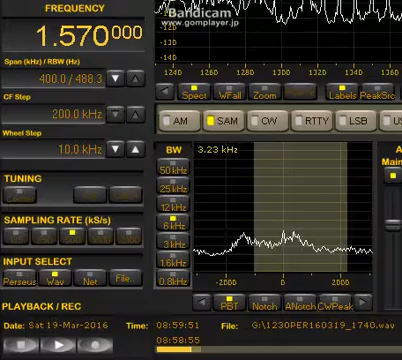 Bandicam
www.gomplayer.jp
FREQUENCY
1.570000
Span (kHz) / RBW (Hz)
400.0 / 488.3
CF Step
200.0 kHz
Wheel Step
10.0 kHz
TUNING
SAMPLING RATE (kS/s)
INPUT SELECT
Perseus Wav Net File...
-120
-140
1240 1260 1280 1300 1320 1340 1360
Spect WFall Zoom Labels PeakSrc
AM SAM CW RTTY LSB
BW
50 kHz
25 kHz
12 kHz
6 kHz
3 kHz
1.6kHz
0.8kHz
3.23 kHz
-2000 0 2000
PBT Notch ANotch CWPeak
Main
PLAYBACK / REC
Date: Sat 19-Mar-2016 Time: 08:59:51 File: G:\1230PER160319_1740.wav
08:58:55